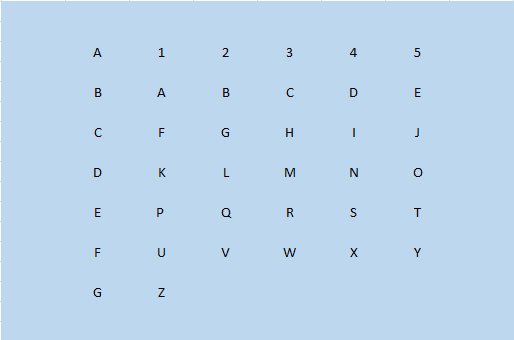 A 1 2 3 4 5
B A B C D E
C F G H I J
D K L M N O
E P Q R S T
F U V W X Y
G Z